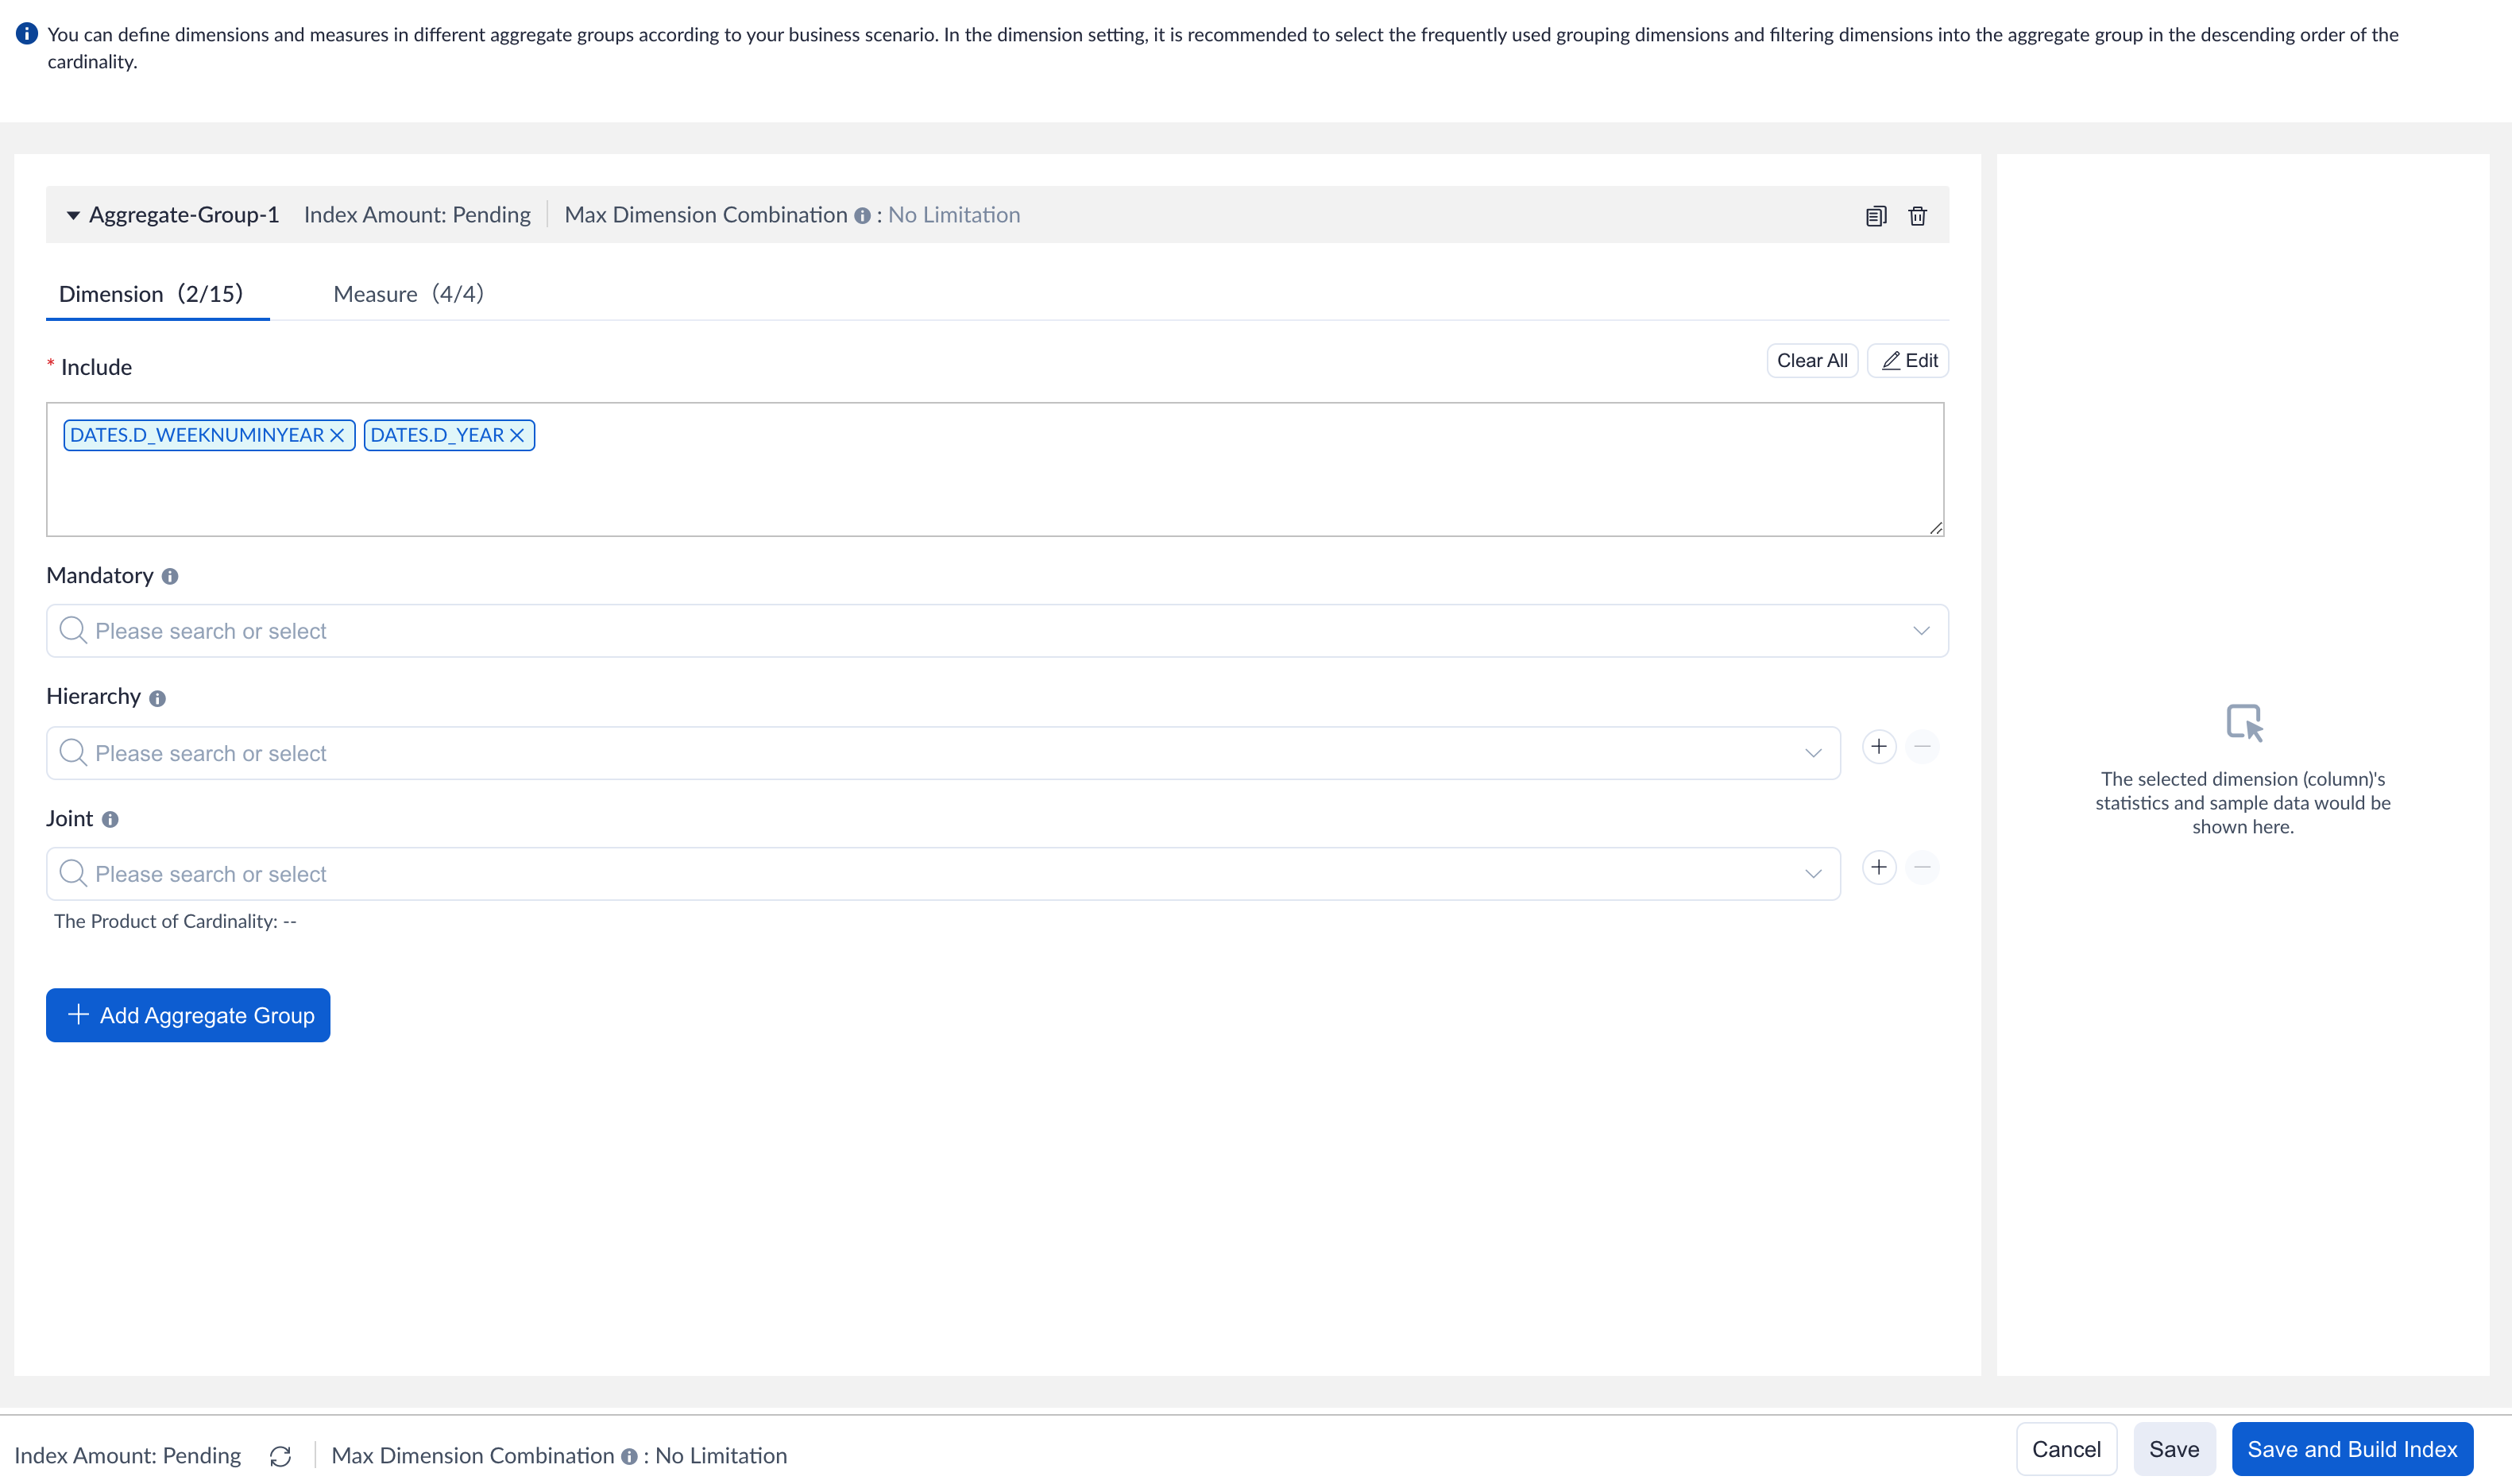 You can define dimensions and measures in different aggregate groups according to your business scenario. In the dimension setting, it is recommended to select the frequently used grouping dimensions and filtering dimensions into the aggregate group in the descending order of the
cardinality.
Aggregate-Group-1 Index Amount: Pending Max Dimension Combination : No Limitation
Dimension (2/15) Measure (4/4)
* Include Clear All Edit
DATES.D_WEEKNUMINYEAR DATES.D_YEAR
Mandatory
Please search or select
Hierarchy
Please search or select
Joint
Please search or select
The Product of Cardinality: --
Add Aggregate Group
The selected dimension (column)'s
statistics and sample data would be
shown here.
Index Amount: Pending Max Dimension Combination : No Limitation Cancel Save Save and Build Index